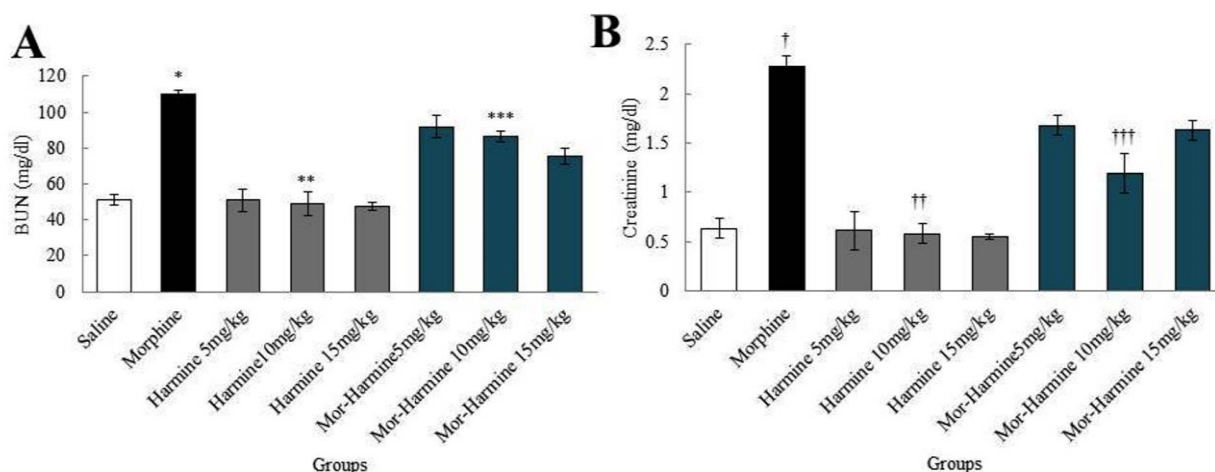 A
BUN (mg/dl)
120
100
80
60
40
20
0
*
**
***
Saline
Morphine
Harmine 5mg/kg
Harmine10mg/kg
Harmine 15mg/kg
Mor-Harmine5mg/kg
Mor-Harmine 10mg/kg
Mor-Harmine 15mg/kg
Groups
B
Creatinine (mg/dl)
2.5
2
1.5
1
0.5
0
†
††
†††
Saline
Morphine
Harmine 5mg/kg
Harmine 10mg/kg
Harmine 15mg/kg
Mor-Harmine5mg/kg
Mor-Harmine 10mg/kg
Mor-Harmine 15mg/kg
Groups